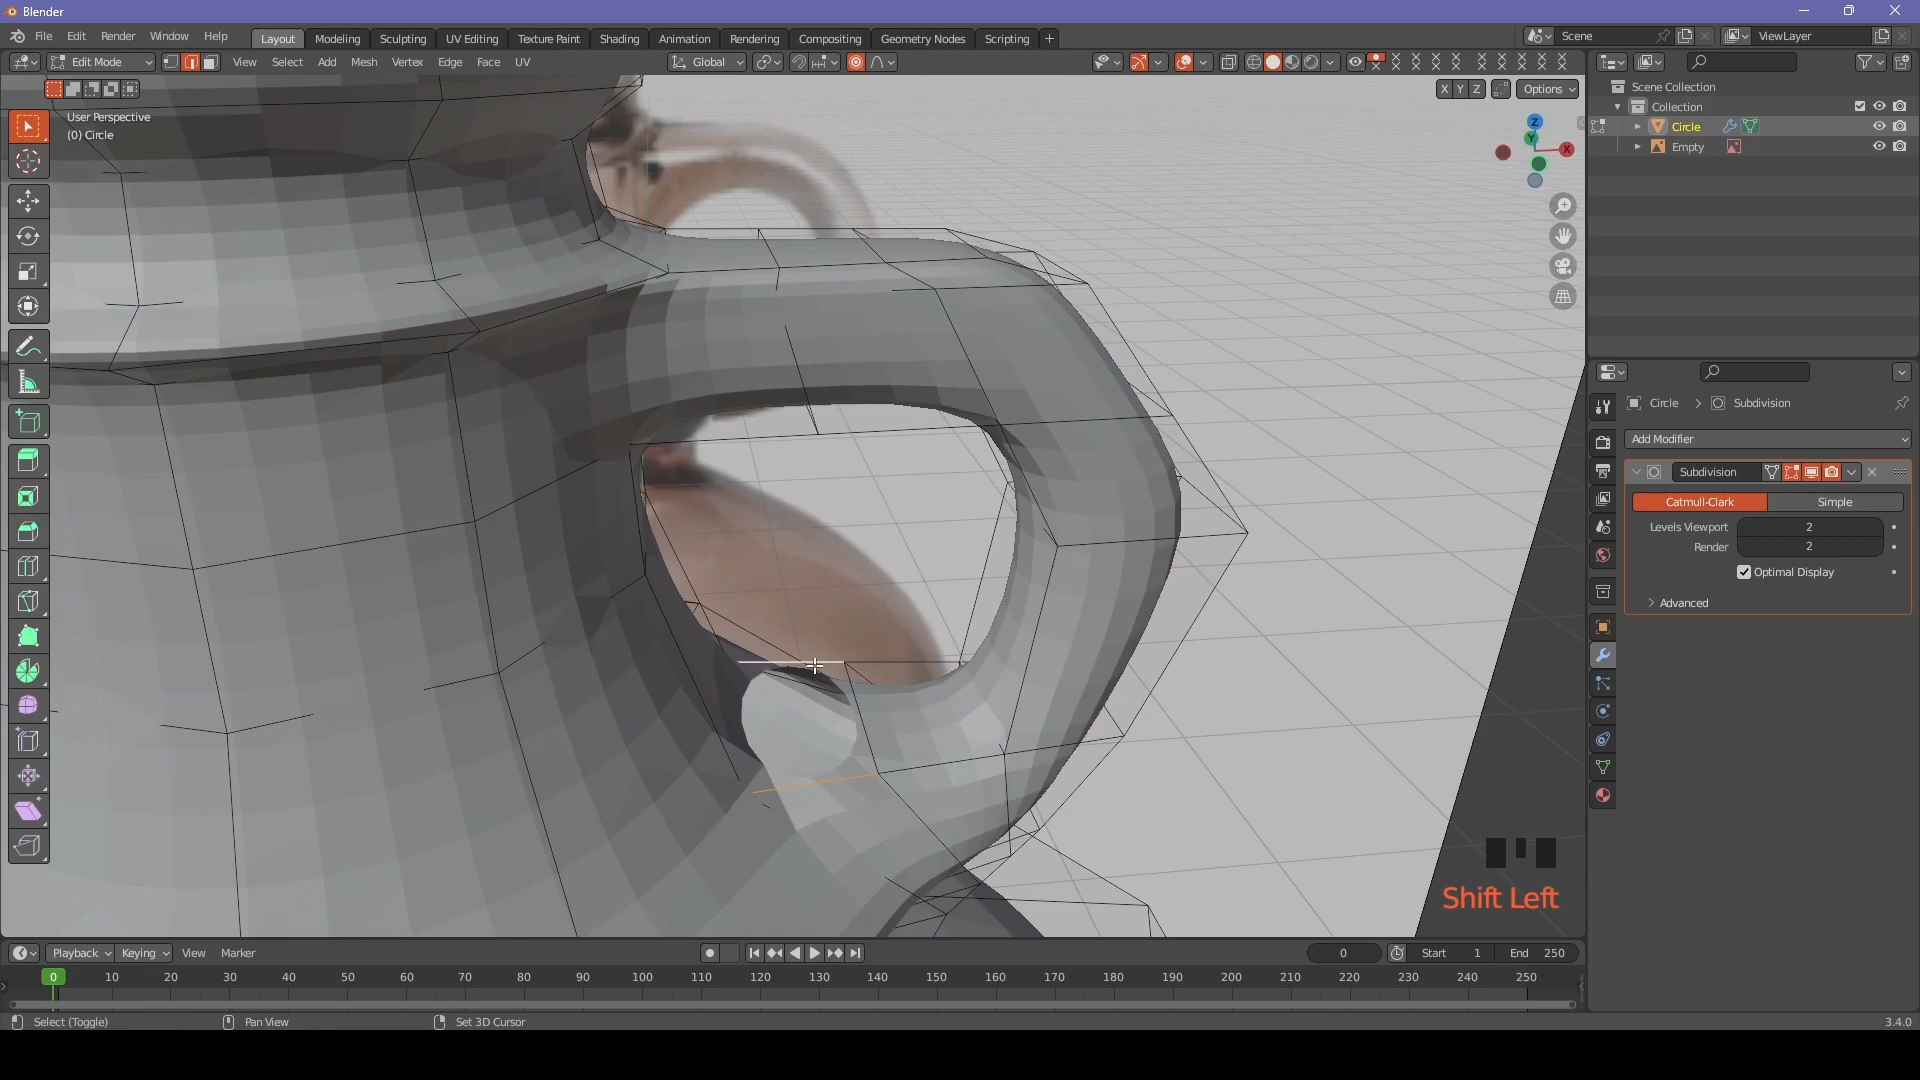 Blender
File Edit Render Window Help Layout Modeling Sculpting UV Editing Texture Paint Shading Animation Rendering Compositing Geometry Nodes Scripting + Scene ViewLayer
Edit Mode View Select Add Mesh Vertex Edge Face UV Global
X Y Z Options
User Perspective
(0) Circle
Z
Y
X
Scene Collection
Collection
Circle
Empty
Circle > Subdivision
Add Modifier
Subdivision
Catmull-Clark Simple
Levels Viewport 2
Render 2
Optimal Display
Advanced
Shift Left
Playback Keying View Marker 0 Start 1 End 250
0 10 20 30 40 50 60 70 80 90 100 110 120 130 140 150 160 170 180 190 200 210 220 230 240 250
Select (Toggle) Pan View Set 3D Cursor 3.4.0